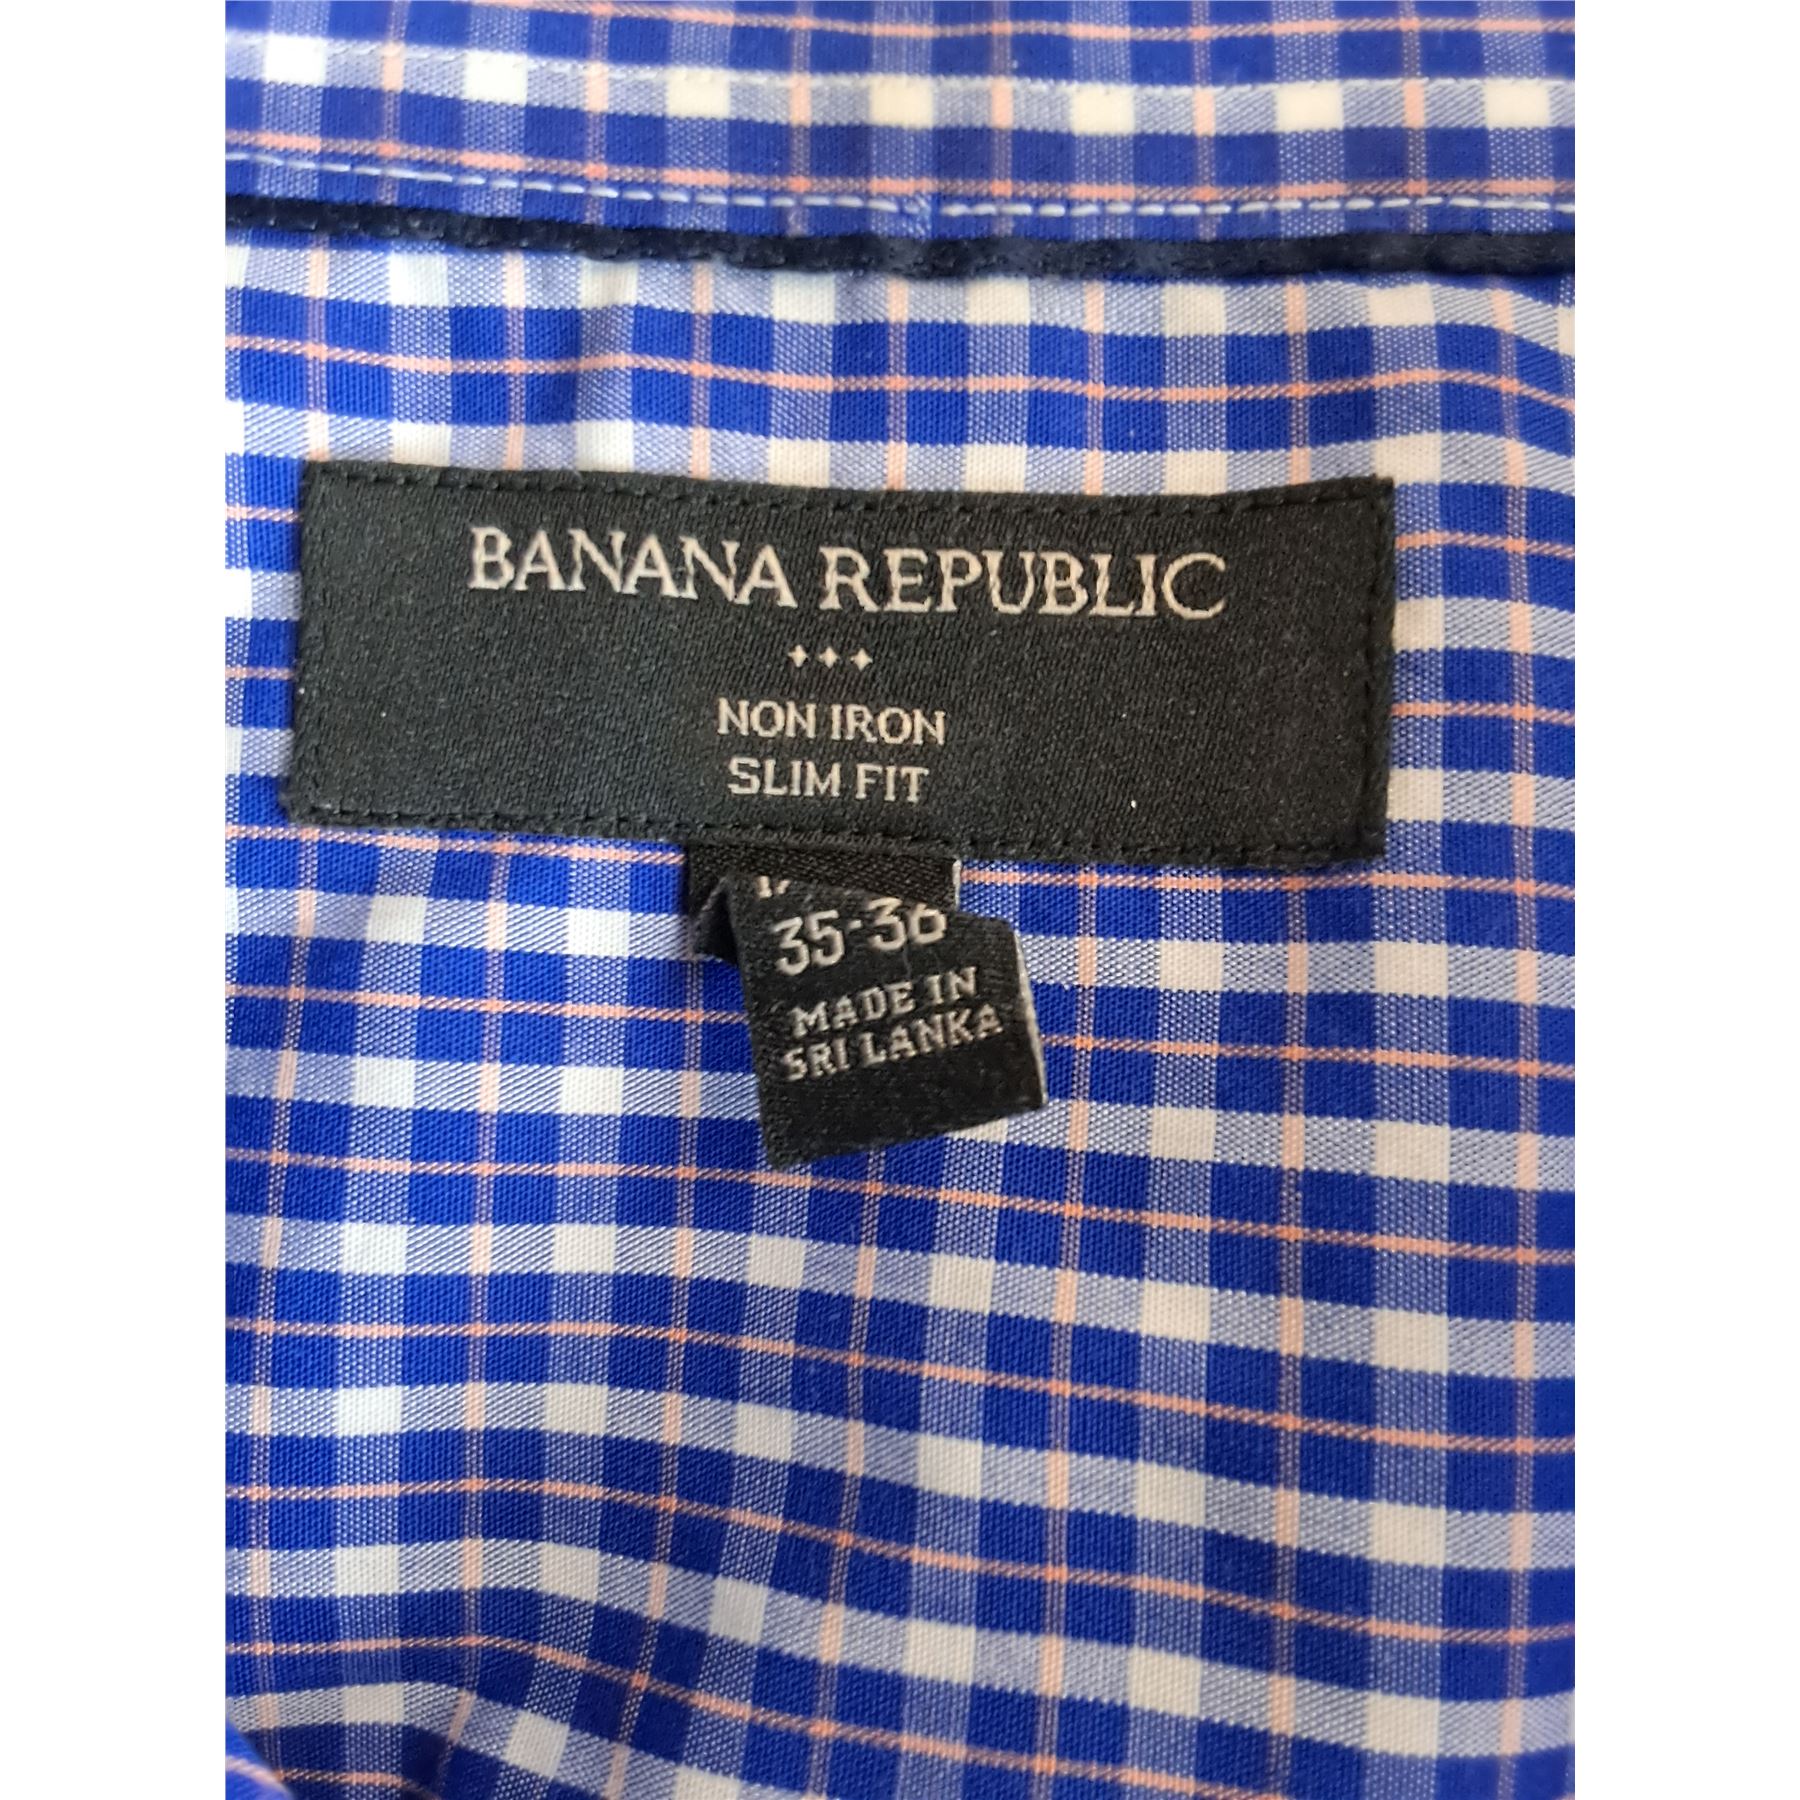 BANANA REPUBLIC
NON IRON
SLIM FIT
35-36
MADE IN
SRI LANKA